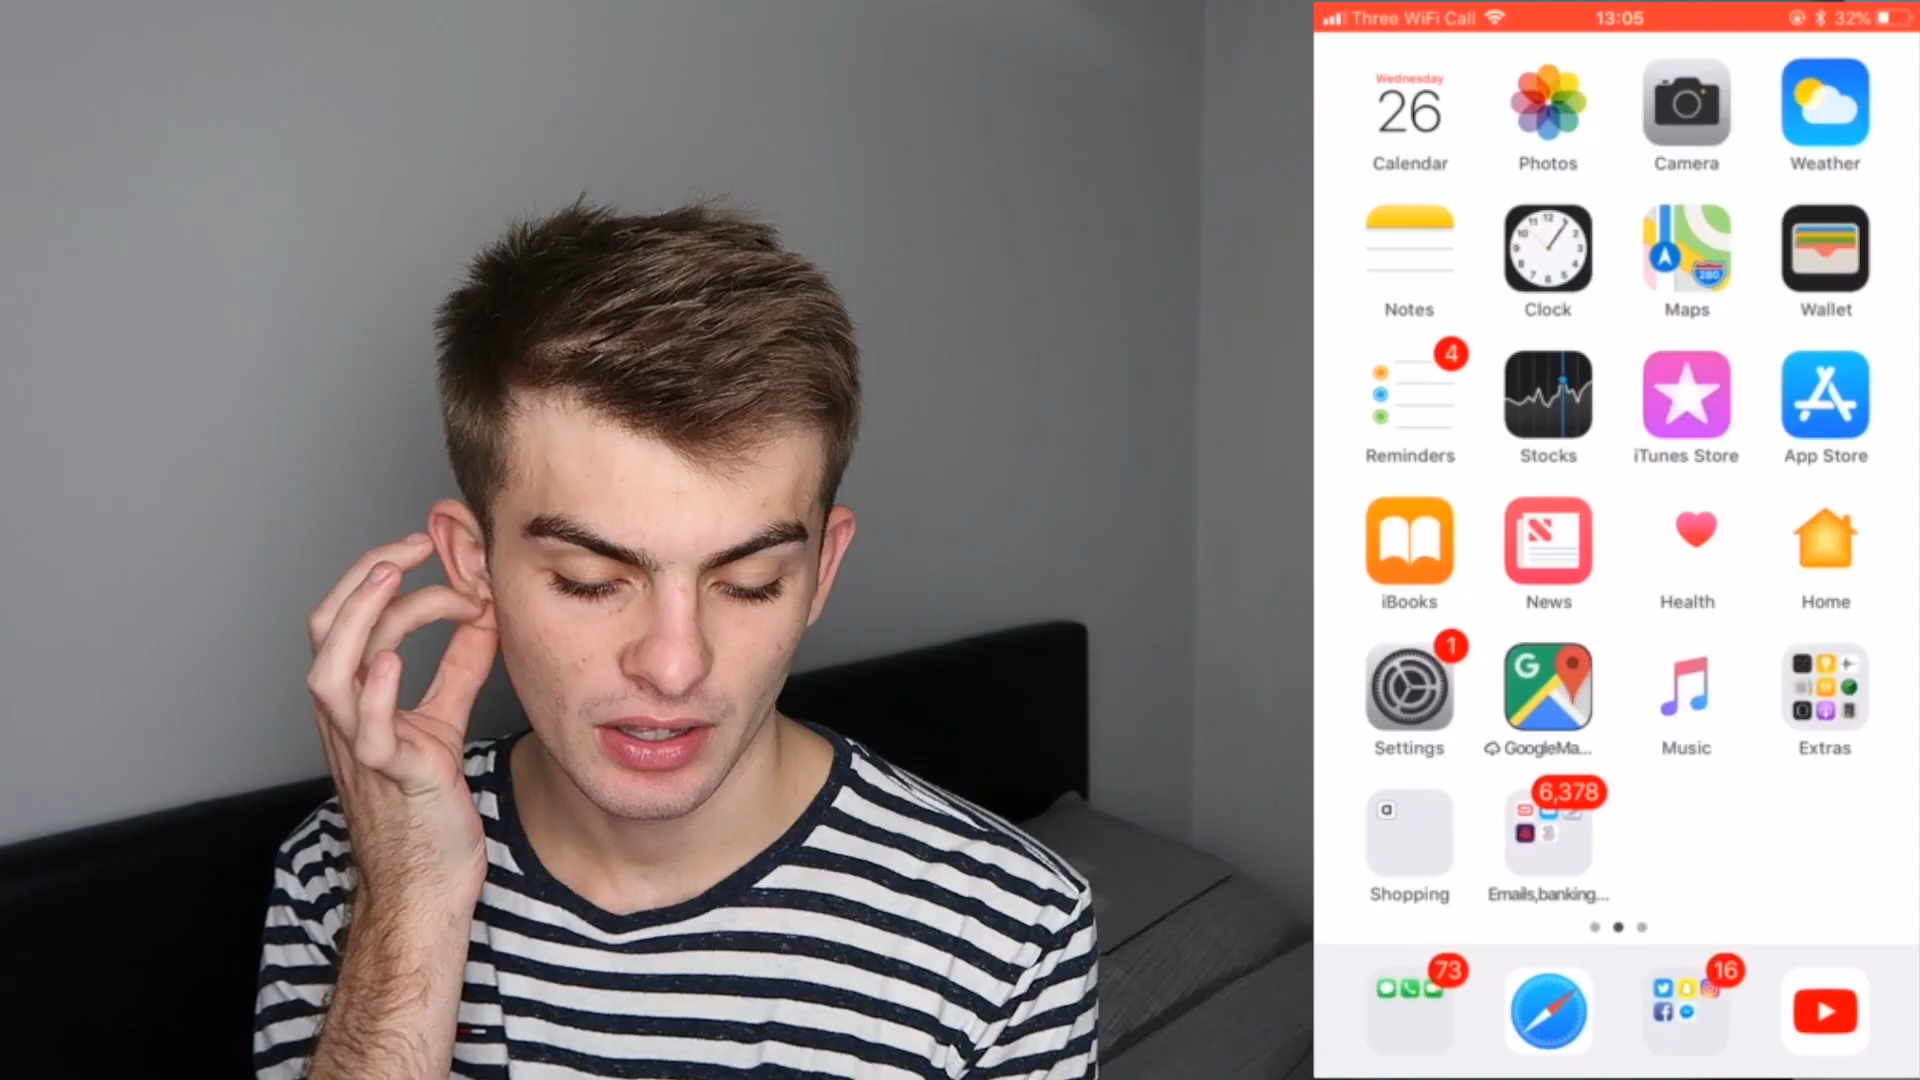 Three WiFi Call 13:05 32%
Wednesday
26
Calendar Photos Camera Weather
280
Notes Clock Maps Wallet
4
Reminders Stocks iTunes Store App Store
iBooks News Health Home
1
G
Settings GoogleMa... Music Extras
6,378
a
Shopping Emails,banking...
73 16